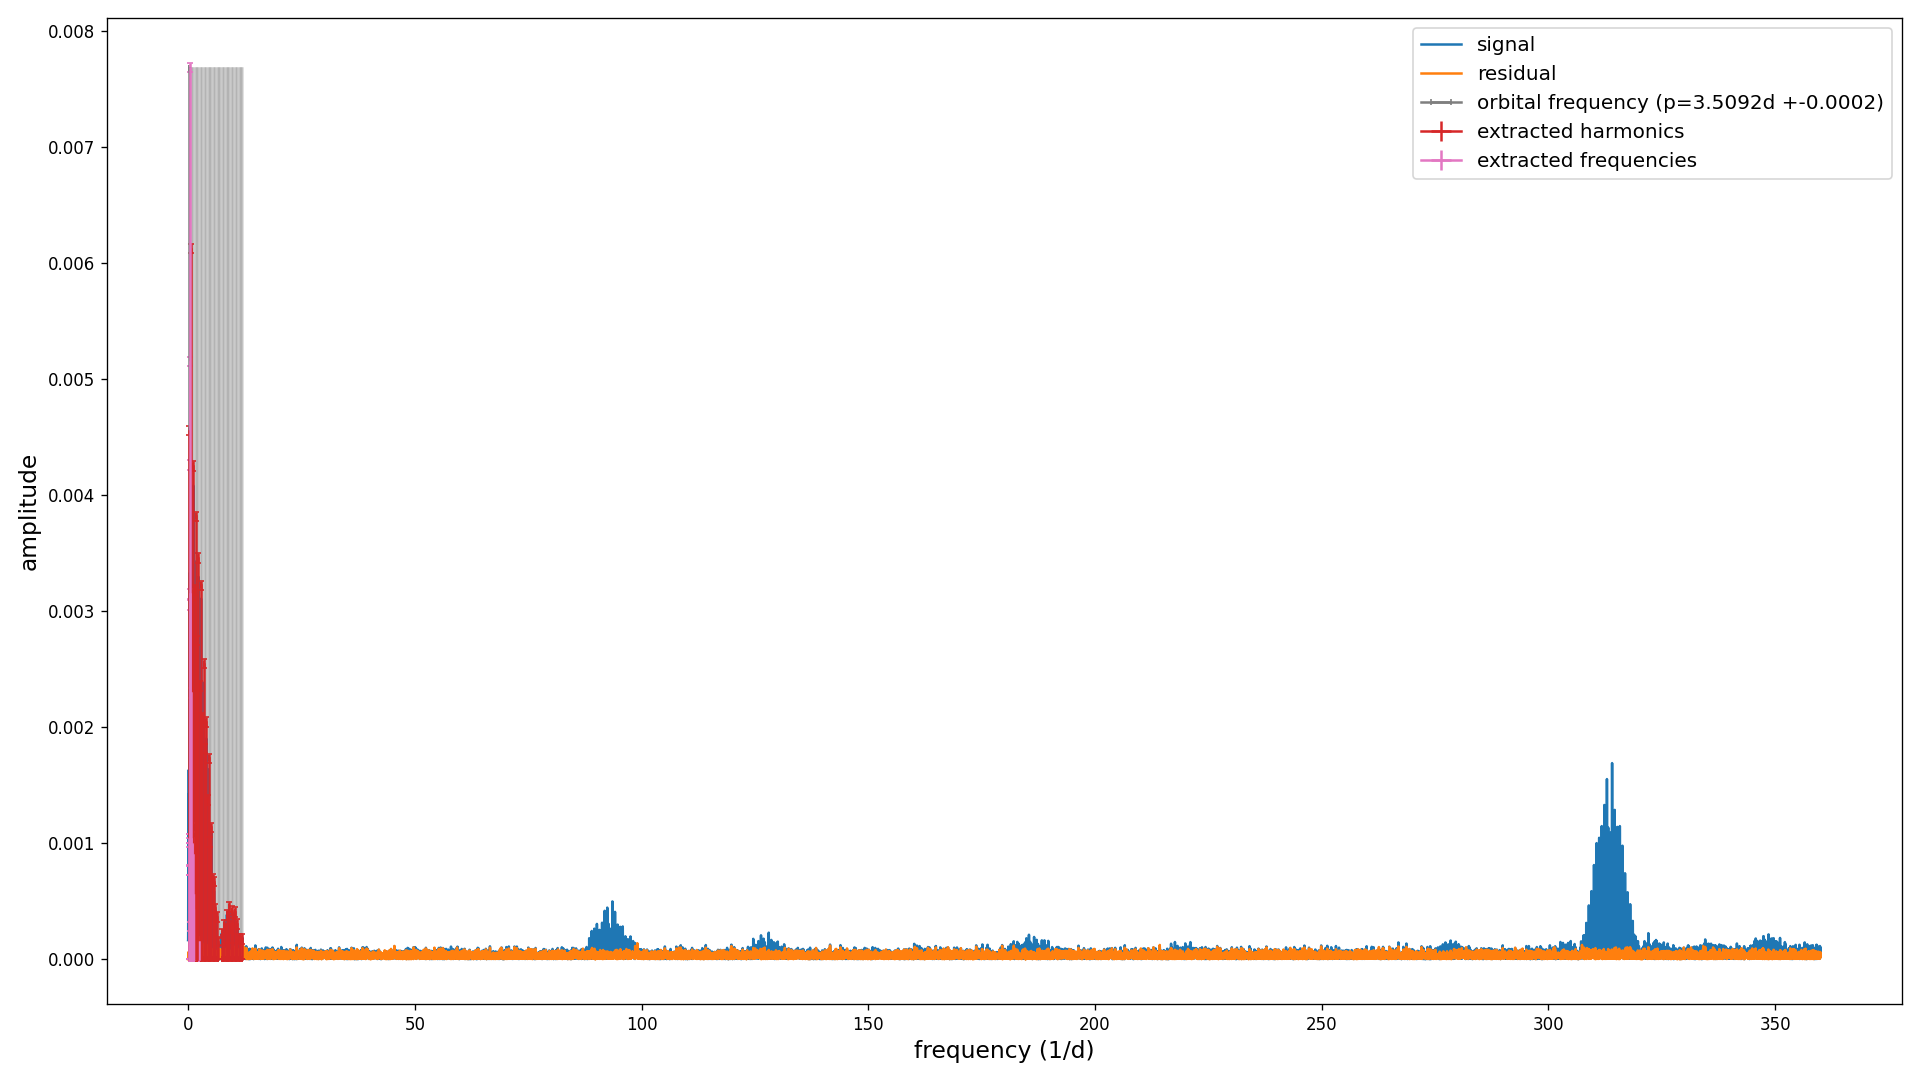 0.008
0.007
0.006
0.005
0.004
0.003
0.002
0.001
0.000
amplitude
0
50
100
150
200
250
300
350
frequency (1/d)
signal
residual
orbital frequency (p=3.5092d +-0.0002)
extracted harmonics
extracted frequencies